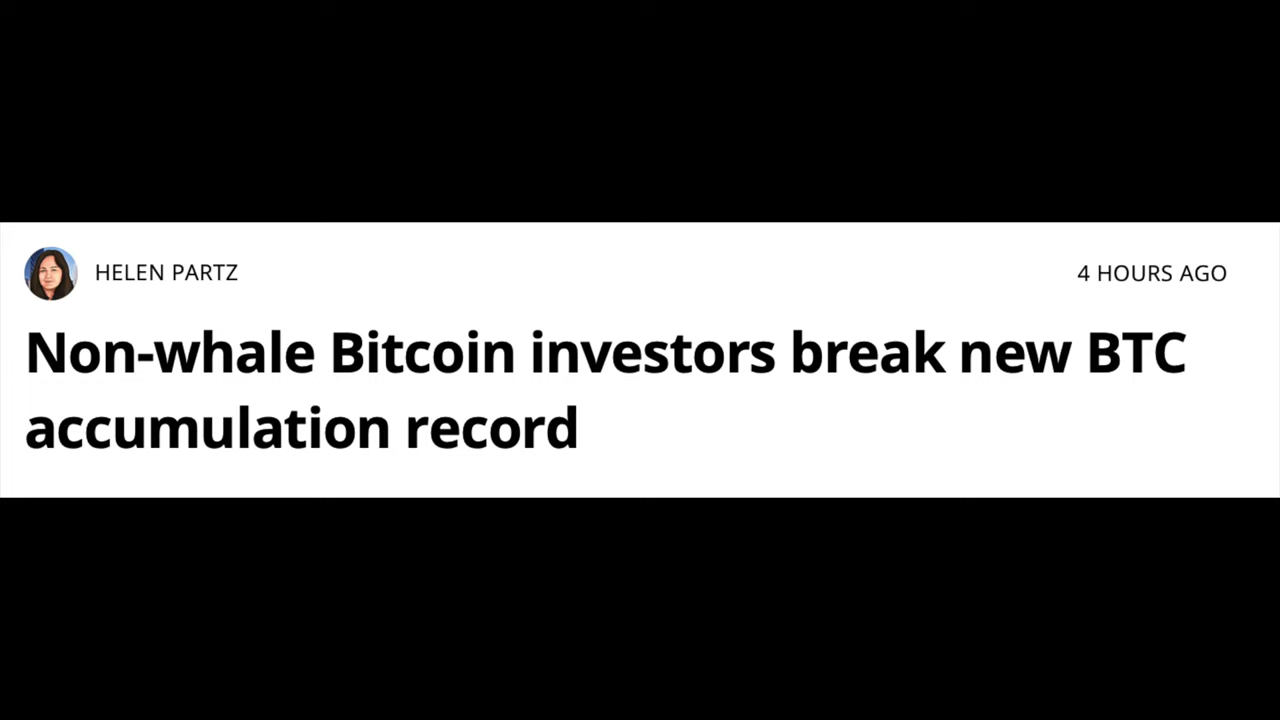 HELEN PARTZ
4 HOURS AGO
Non-whale Bitcoin investors break new BTC
accumulation record